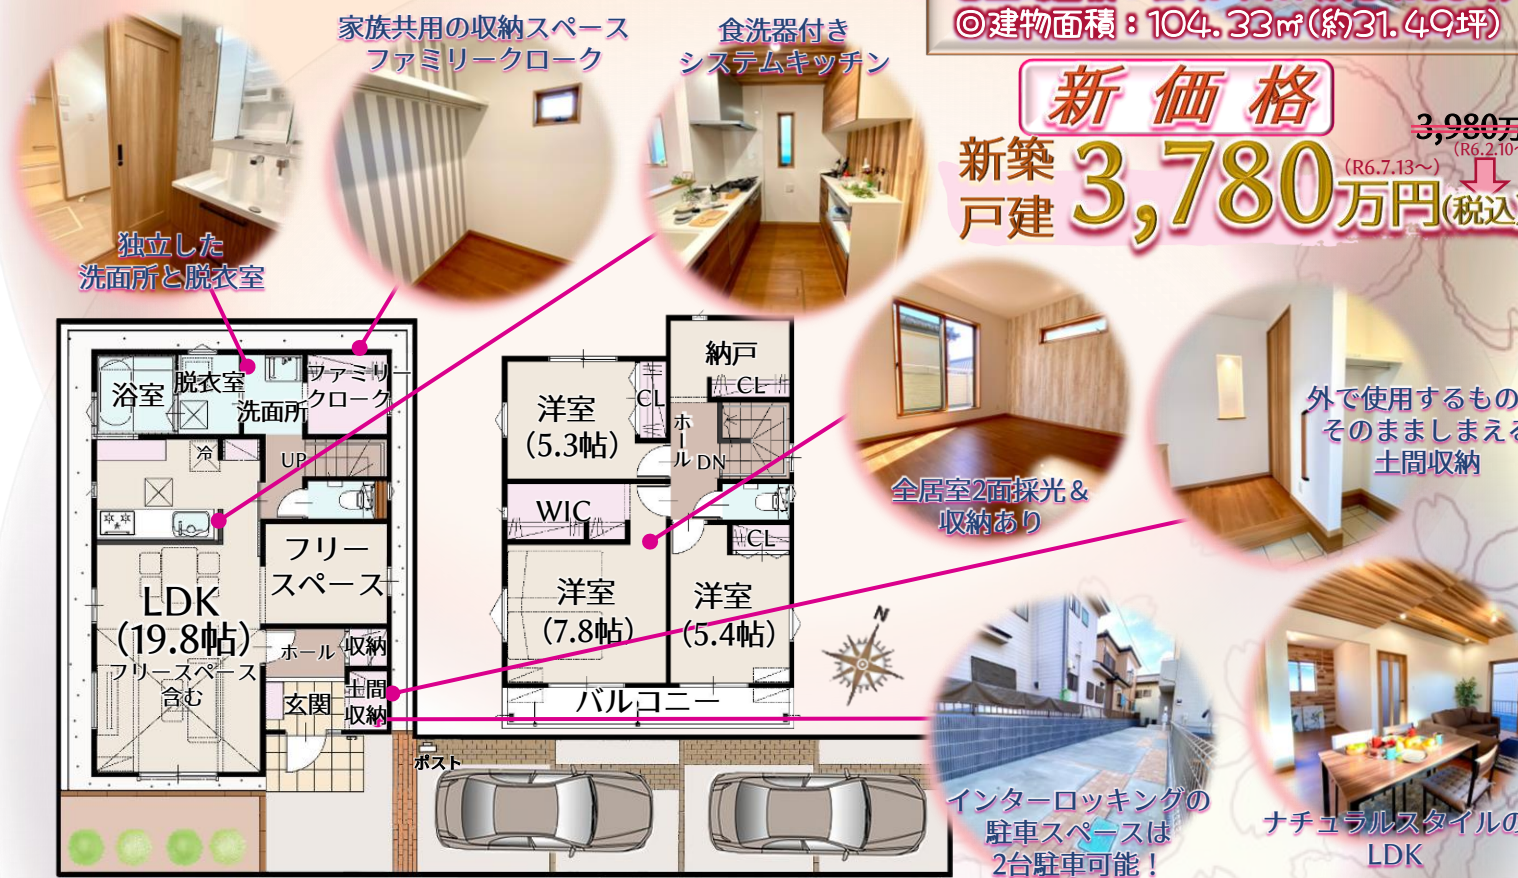 ◎建物面積：104.33㎡(約31.49坪)
家族共用の収納スペース
ファミリークローク
食洗器付き
システムキッチン
新価格
3,980万
(R6.2.10~
新築
戸建
3,780万円(税込)
(R6.7.13～)
独立した
洗面所と脱衣室
全居室2面採光＆
収納あり
外で使用するもの
そのまましまえる
土間収納
インターロッキングの
駐車スペースは
2台駐車可能！
ナチュラルスタイルの
LDK
浴室
脱衣室
洗面所
ファミリー
クローク
冷
UP
フリー
スペース
LDK
(19.8帖)
フリースペース
含む
ホール
収納
土間
収納
玄関
ポスト
納戸
CL
洋室
(5.3帖)
CL
ホール
DN
WIC
CL
洋室
(7.8帖)
洋室
(5.4帖)
バルコニー
N